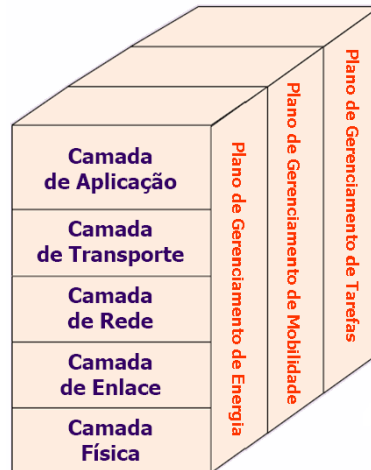 Camada
de Aplicação
Camada
de Transporte
Camada
de Rede
Camada
de Enlace
Camada
Física
Plano de Gerenciamento de Energia
Plano de Gerenciamento de Mobilidade
Plano de Gerenciamento de Tarefas